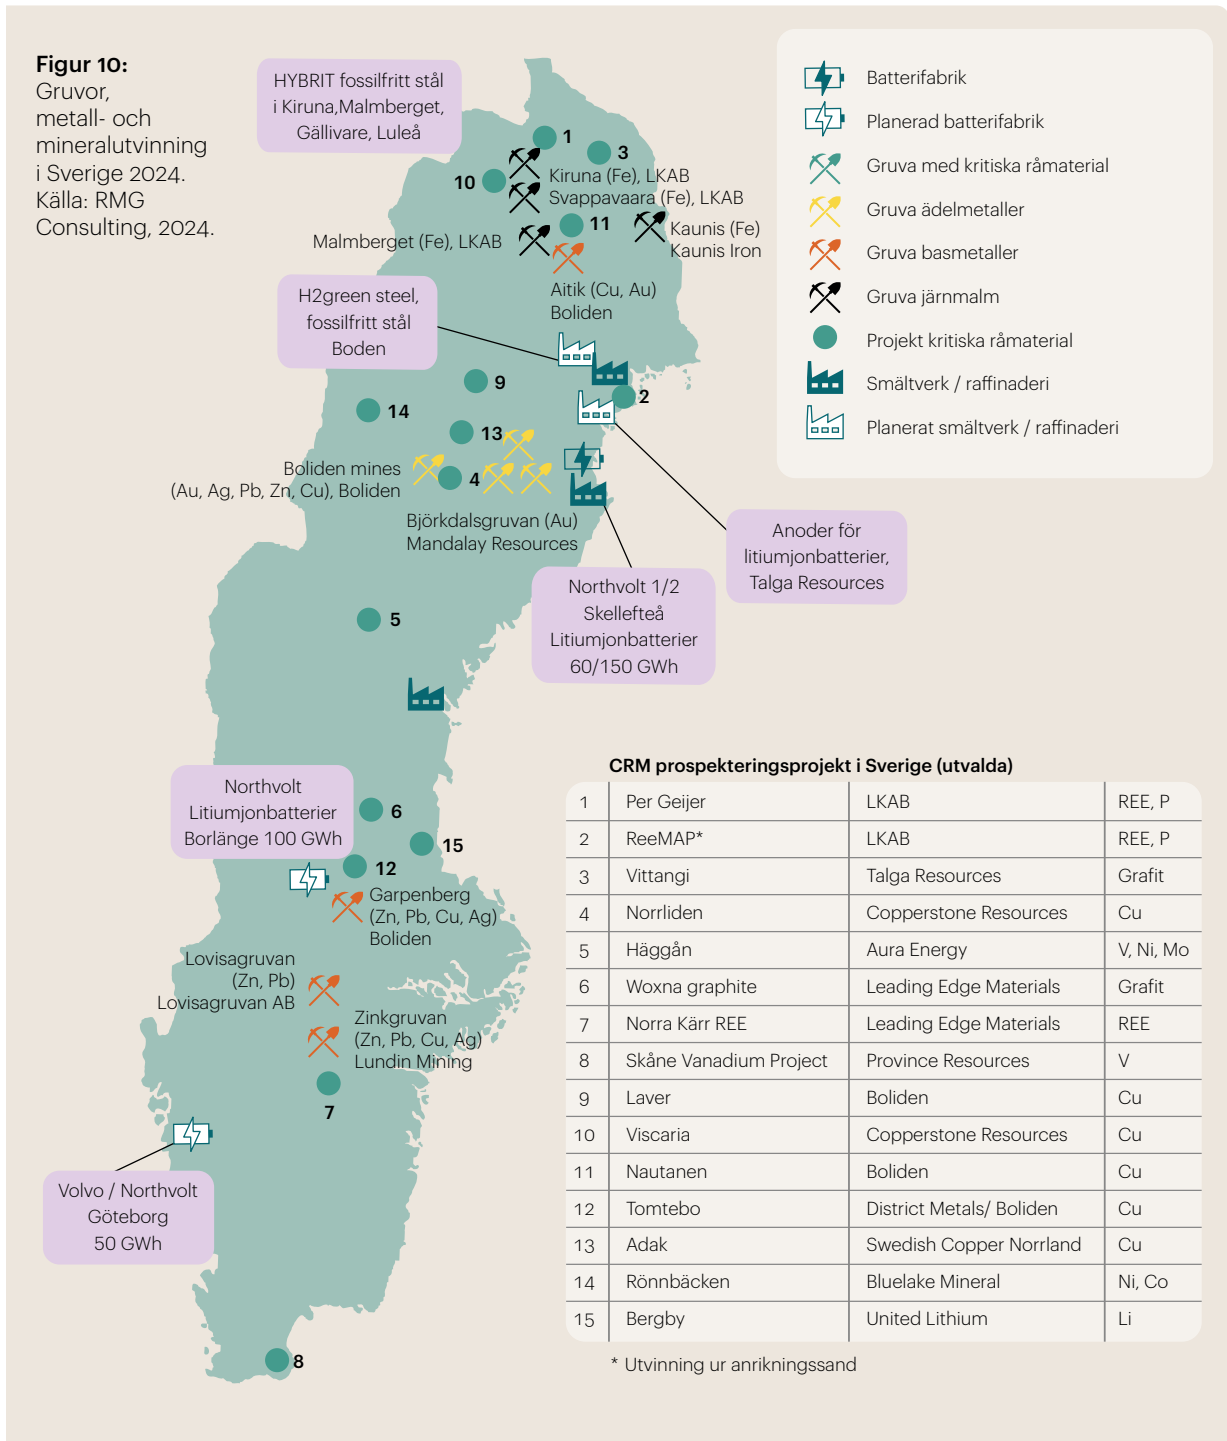 Figur 10:
Gruvor,
metall- och
mineralutvinning
i Sverige 2024.
Källa: RMG
Consulting, 2024.
HYBRIT fossilfritt stål
i Kiruna,Malmberget,
Gällivare, Luleå
Batterifabrik
Planerad batterifabrik
Gruva med kritiska råmaterial
Gruva ädelmetaller
Gruva basmetaller
Gruva järnmalm
Projekt kritiska råmaterial
Smältverk / raffinaderi
Planerat smältverk / raffinaderi
1
3
10
Kiruna (Fe), LKAB
Svappavaara (Fe), LKAB
11
Kaunis (Fe)
Kaunis Iron
Malmberget (Fe), LKAB
Aitik (Cu, Au)
Boliden
H2green steel,
fossilfritt stål
Boden
9
2
14
13
Boliden mines
(Au, Ag, Pb, Zn, Cu), Boliden
4
Björkdalsgruvan (Au)
Mandalay Resources
Anoder för
litiumjonbatterier,
Talga Resources
Northvolt 1/2
Skellefteå
Litiumjonbatterier
60/150 GWh
5
Northvolt
Litiumjonbatterier
Borlänge 100 GWh
6
15
12
Garpenberg
(Zn, Pb, Cu, Ag)
Boliden
Lovisagruvan
(Zn, Pb)
Lovisagruvan AB
Zinkgruvan
(Zn, Pb, Cu, Ag)
Lundin Mining
7
Volvo / Northvolt
Göteborg
50 GWh
8
CRM prospekteringsprojekt i Sverige (utvalda)
1 Per Geijer LKAB REE, P
2 ReeMAP* LKAB REE, P
3 Vittangi Talga Resources Grafit
4 Norrliden Copperstone Resources Cu
5 Häggån Aura Energy V, Ni, Mo
6 Woxna graphite Leading Edge Materials Grafit
7 Norra Kärr REE Leading Edge Materials REE
8 Skåne Vanadium Project Province Resources V
9 Laver Boliden Cu
10 Viscaria Copperstone Resources Cu
11 Nautanen Boliden Cu
12 Tomtebo District Metals/ Boliden Cu
13 Adak Swedish Copper Norrland Cu
14 Rönnbäcken Bluelake Mineral Ni, Co
15 Bergby United Lithium Li
* Utvinning ur anrikningssand